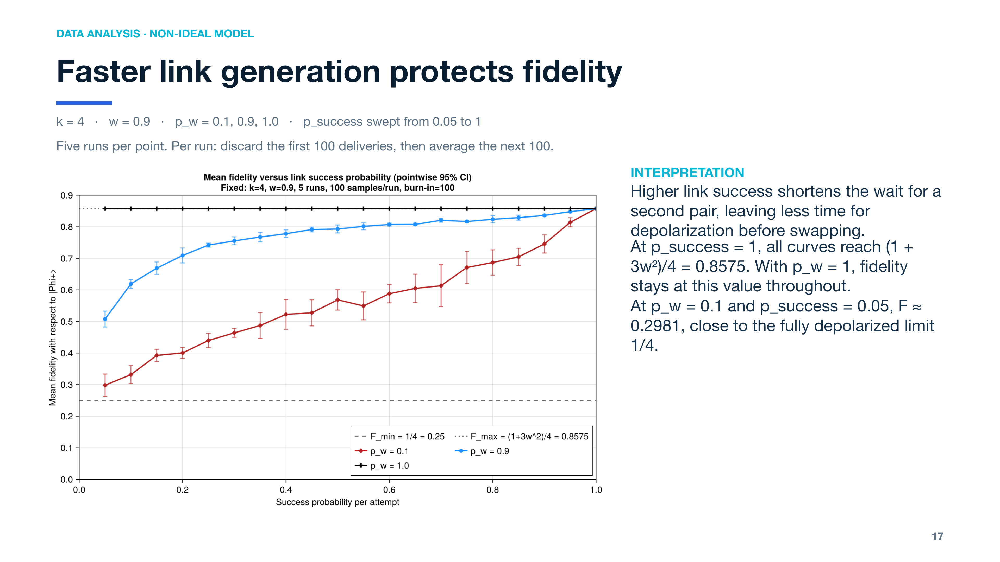 DATA ANALYSIS · NON-IDEAL MODEL
Faster link generation protects fidelity
k = 4 · w = 0.9 · p_w = 0.1, 0.9, 1.0 · p_success swept from 0.05 to 1
Five runs per point. Per run: discard the first 100 deliveries, then average the next 100.
Mean fidelity versus link success probability (pointwise 95% CI)
Fixed: k=4, w=0.9, 5 runs, 100 samples/run, burn-in=100
Mean fidelity with respect to |Phi+>
0.9
0.8
0.7
0.6
0.5
0.4
0.3
0.2
0.1
0.0
F_min = 1/4 = 0.25
F_max = (1+3w^2)/4 = 0.8575
p_w = 0.1
p_w = 0.9
p_w = 1.0
0.0 0.2 0.4 0.6 0.8 1.0
Success probability per attempt
INTERPRETATION
Higher link success shortens the wait for a
second pair, leaving less time for
depolarization before swapping.
At p_success = 1, all curves reach (1 +
3w²)/4 = 0.8575. With p_w = 1, fidelity
stays at this value throughout.
At p_w = 0.1 and p_success = 0.05, F ≈
0.2981, close to the fully depolarized limit
1/4.
17